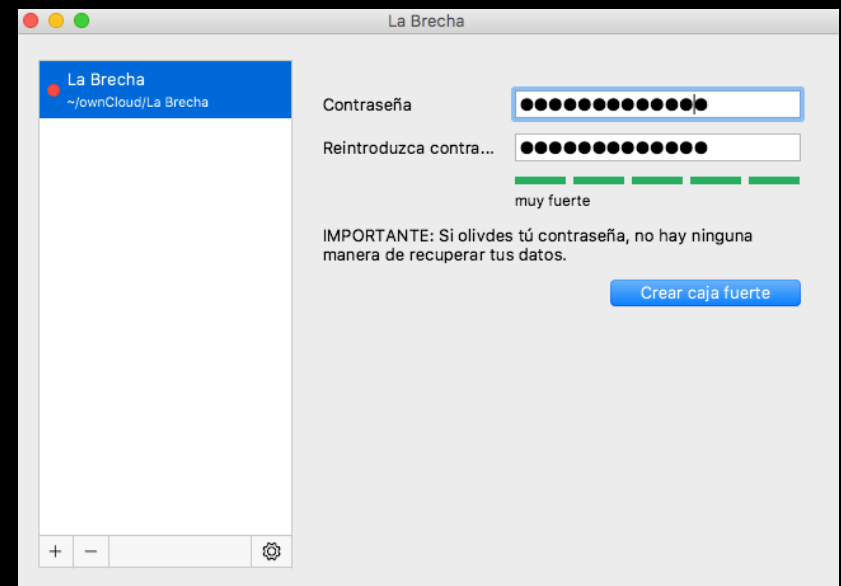 La Brecha
La Brecha
~/ownCloud/La Brecha
Contraseña
Reintroduzca contra...
muy fuerte
IMPORTANTE: Si olivdes tú contraseña, no hay ninguna
manera de recuperar tus datos.
Crear caja fuerte